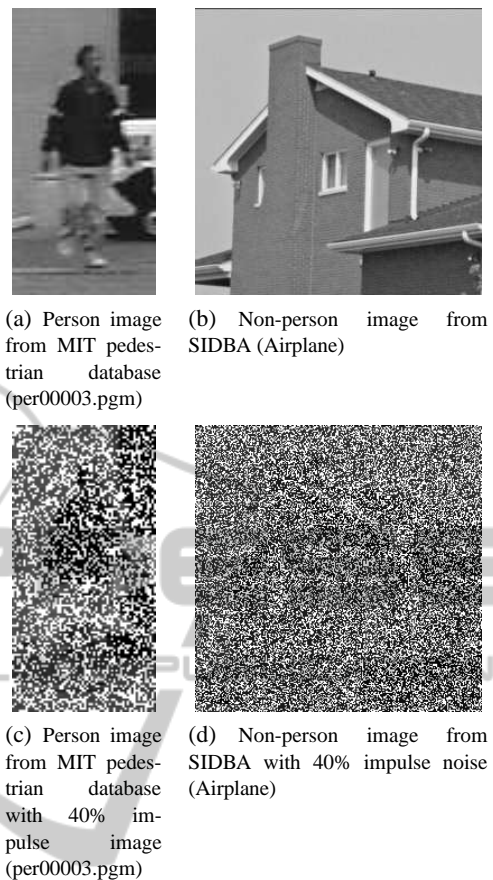 (a) Person image
from MIT pedes-
trian database
(per00003.pgm)
(b) Non-person image from
SIDBA (Airplane)
(c) Person image
from MIT pedes-
trian database
with 40% im-
pulse image
(per00003.pgm)
(d) Non-person image from
SIDBA with 40% impulse noise
(Airplane)